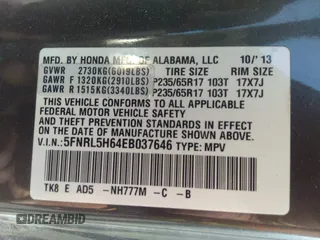 MFD. BY HONDA MFG. OF ALABAMA, LLC 10/'13
GVWR 2730KG(6019LBS) TIRE SIZE RIM SIZE
GAWR F 1320KG(2910LBS) P235/65R17 103T 17X7J
GAWR R 1515KG(3340LBS) P235/65R17 103T 17X7J
THIS VEHICLE CONFORMS TO ALL APPLICABLE
FEDERAL MOTOR VEHICLE SAFETY AND THEFT
PREVENTION STANDARDS IN EFFECT ON THE DATE
OF MANUFACTURE SHOWN ABOVE.
V.I.N.: 5FNRL5H64EB037646 TYPE: MPV
TK8 E AD5 -NH777M -C -B
DREAMBID